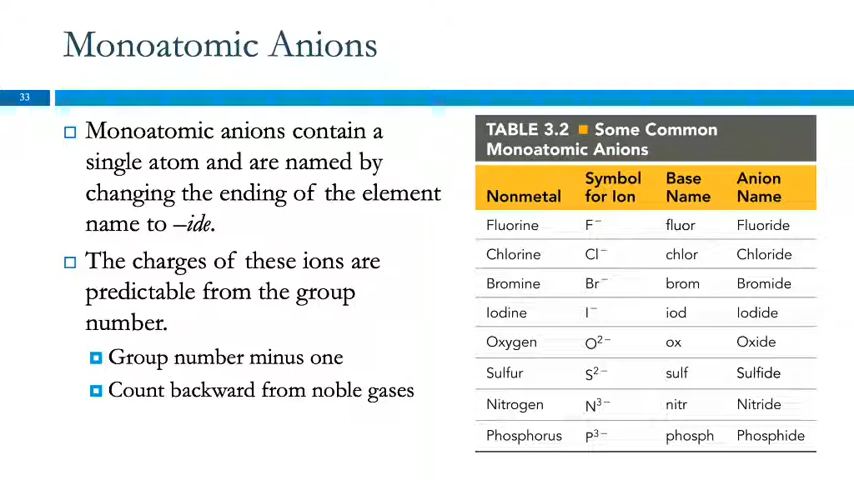 Monoatomic Anions
33
Monoatomic anions contain a
single atom and are named by
changing the ending of the element
name to –ide.
The charges of these ions are
predictable from the group
number.
Group number minus one
Count backward from noble gases
TABLE 3.2 ■ Some Common
Monoatomic Anions
Nonmetal Symbol for Ion Base Name Anion Name
Fluorine F⁻ fluor Fluoride
Chlorine Cl⁻ chlor Chloride
Bromine Br⁻ brom Bromide
Iodine I⁻ iod Iodide
Oxygen O²⁻ ox Oxide
Sulfur S²⁻ sulf Sulfide
Nitrogen N³⁻ nitr Nitride
Phosphorus P³⁻ phosph Phosphide